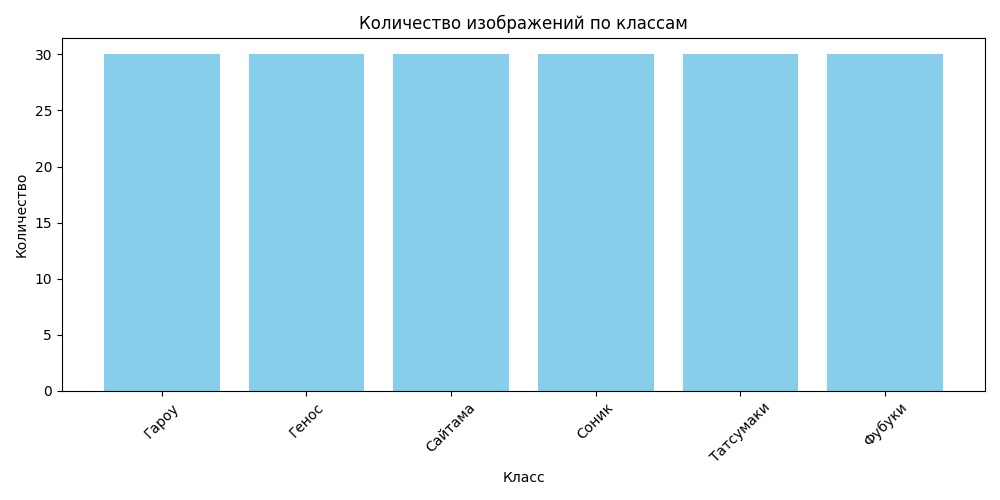 Количество изображений по классам
Количество
30
25
20
15
10
5
0
Гароу
Генос
Сайтама
Соник
Татсумаки
Фубуки
Класс